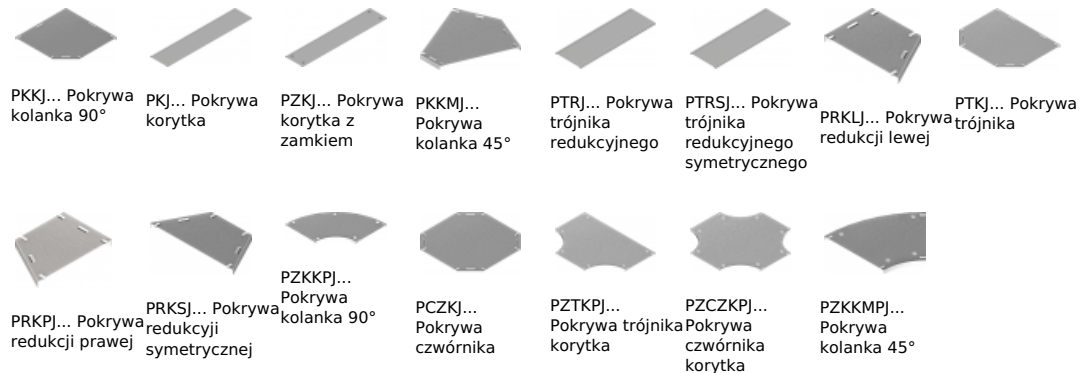 PKKJ... Pokrywa
kolanka 90°
PKJ... Pokrywa
korytka
PZKJ... Pokrywa
korytka z
zamkiem
PKKMJ...
Pokrywa
kolanka 45°
PTRJ... Pokrywa
trójnika
redukcyjnego
PTRSJ... Pokrywa
trójnika
redukcyjnego
symetrycznego
PRKLJ... Pokrywa
redukcji lewej
PTKJ... Pokrywa
trójnika
PRKPJ... Pokrywa
redukcji prawej
PRKSJ... Pokrywa
redukcyji
symetrycznej
PZKKPJ...
Pokrywa
kolanka 90°
PCZKJ...
Pokrywa
czwórnika
PZTKPJ...
Pokrywa trójnika
korytka
PZCZKPJ...
Pokrywa
czwórnika
korytka
PZKKMPJ...
Pokrywa
kolanka 45°